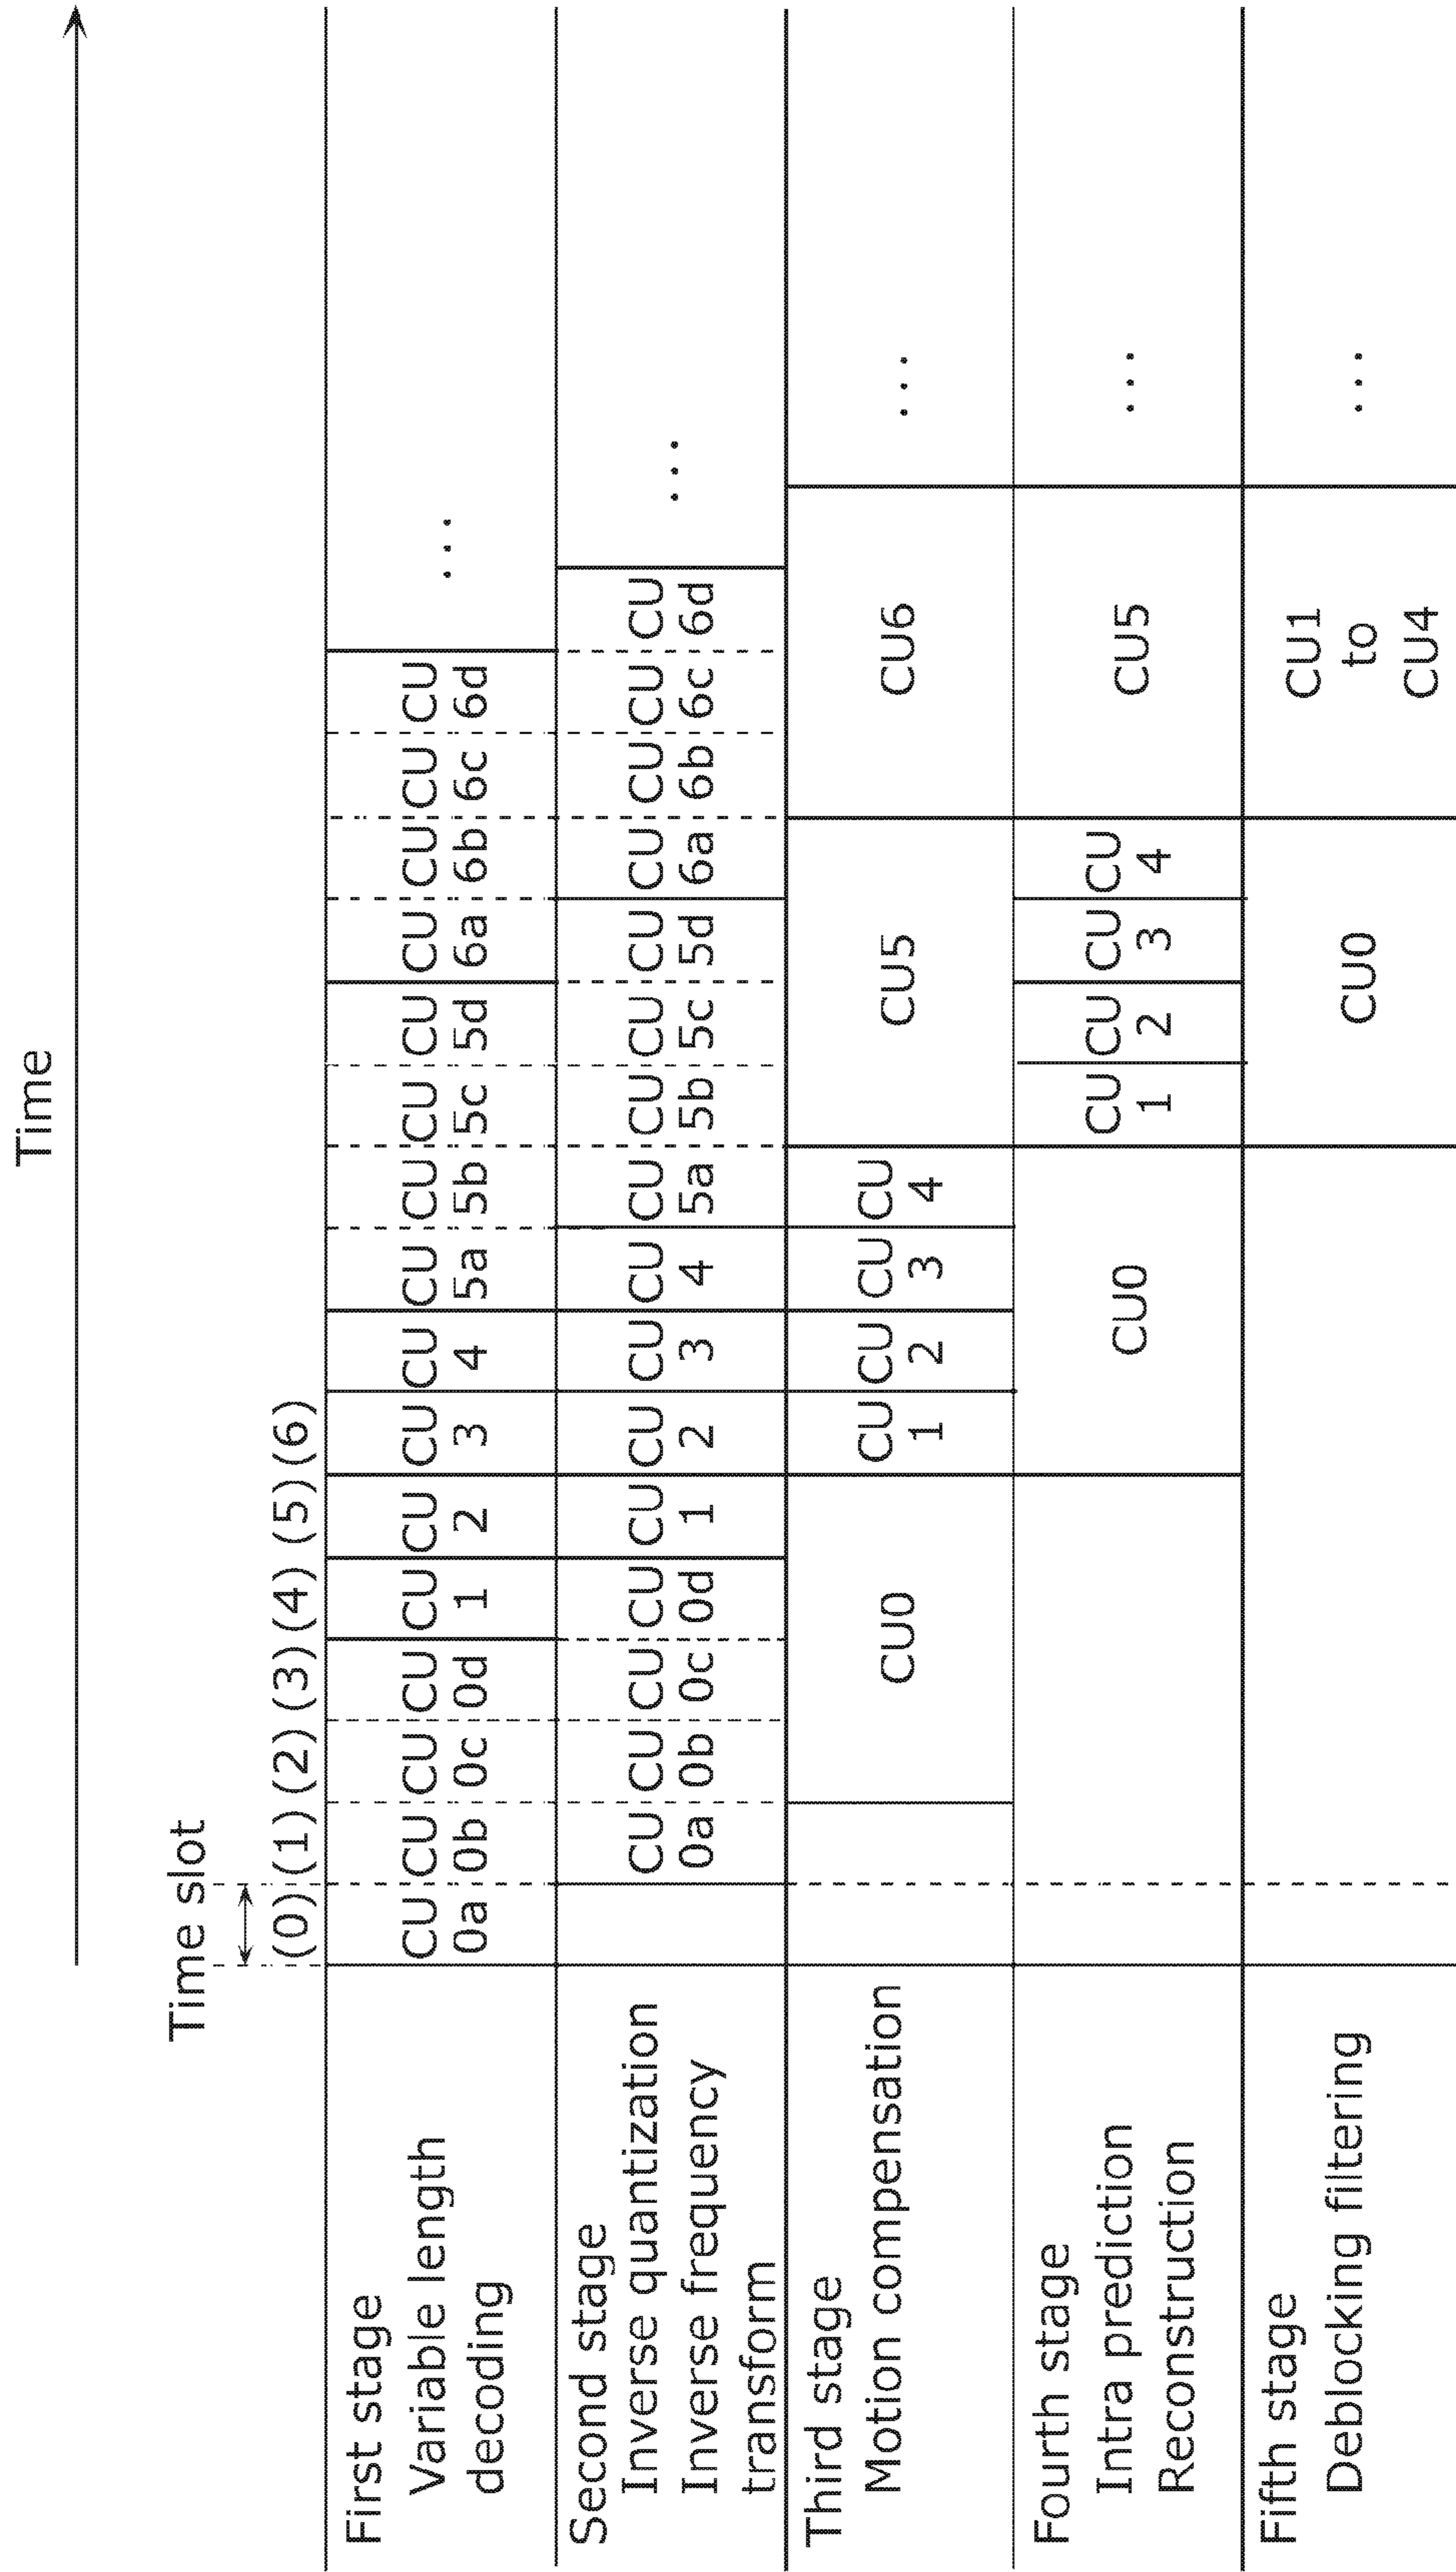 Time
Time slot
(0) (1) (2) (3) (4) (5) (6)
First stage
Variable length
decoding
CU CU CU CU CU CU CU CU CU CU CU CU CU CU CU CU
0a 0b 0c 0d 1 2 3 4 5a 5b 5c 5d 6a 6b 6c 6d
...
Second stage
Inverse quantization
Inverse frequency
transform
CU CU CU CU CU CU CU CU CU CU CU CU CU CU CU CU
0a 0b 0c 0d 1 2 3 4 5a 5b 5c 5d 6a 6b 6c 6d
...
Third stage
Motion compensation
CU0
CU CU CU CU
1 2 3 4
CU5
CU6
...
Fourth stage
Intra prediction
Reconstruction
CU0
CU CU CU CU
1 2 3 4
CU5
...
Fifth stage
Deblocking filtering
CU0
CU1
to
CU4
...